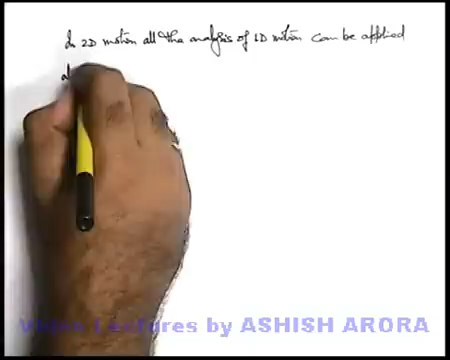 In 2D motion all the analysis of 1D motion can be applied
Video Lectures by ASHISH ARORA